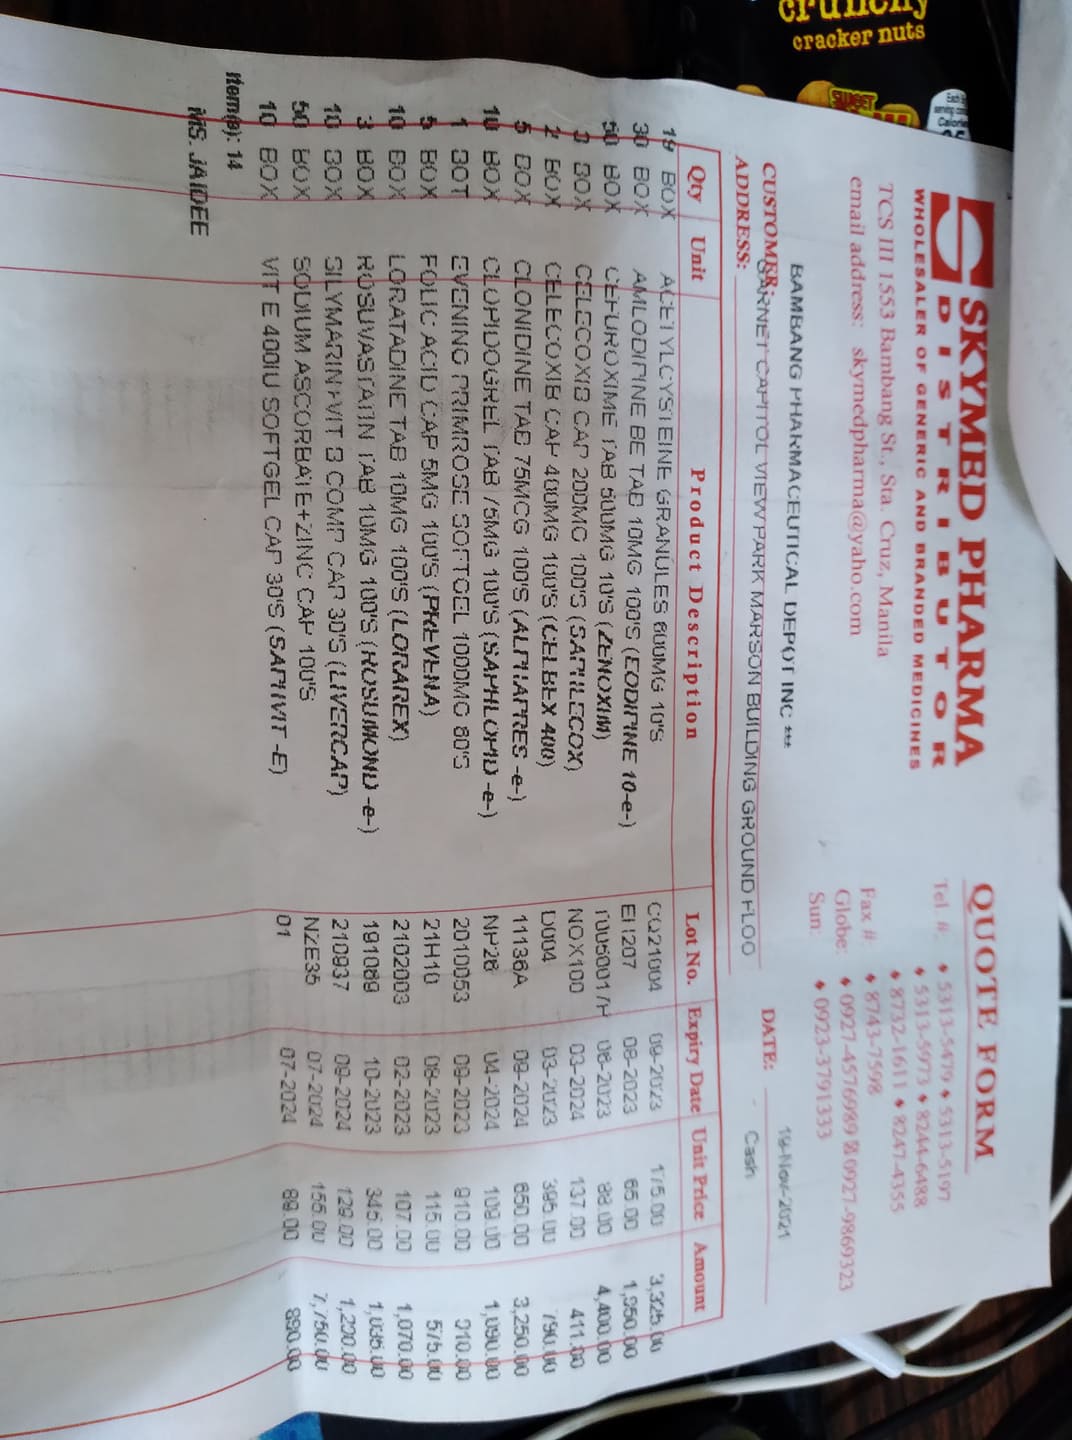 crunchy
cracker nuts
SWEET
SKYMED PHARMA
DISTRIBUTOR
WHOLESALER OF GENERIC AND BRANDED MEDICINES
TCS III 1553 Bambang St., Sta. Cruz, Manila
email address: skymedpharma@yaho.com
QUOTE FORM
Tel. #: ♦ 5313-5479 ♦ 5313-5197
♦ 5313-5973 ♦ 8244-6488
♦ 8732-1611 ♦ 8247-4355
Fax # ♦ 8743-7598
Globe: ♦ 0927-4576989 0927-9869323
Sun: ♦ 0923-3791333
BAMBANG PHARMACEUTICAL DEPOT INC ***
CUSTOMER:
GARNET CAPITOL VIEW PARK MARSON BUILDING GROUND FLOO
ADDRESS:
DATE: 19-Nov-2021
Cash
Qty Unit Product Description Lot No. Expiry Date Unit Price Amount
19 BOX ACETYLCYSTEINE GRANULES 600MG 10'S CQ21004 09-2023 175.00 3,325.00
30 BOX AMLODIPINE BE TAB 10MG 100'S (EODIPINE 10-e-) EH207 08-2023 65.00 1,950.00
50 BOX CEFUROXIME TAB 500MG 10'S (ZENOXIM) 06-2023 88.00 4,400.00
3 BOX CELECOXIB CAP 200MG 100'S (SAPHLECOX) NOX100 03-2024 137.00 411.00
2 BOX CELECOXIB CAP 400MG 100'S (CELBEX 400) D004 03-2023 395.00 790.00
5 BOX CLONIDINE TAB 75MCG 100'S (ALPHAPRES -e-) 11136A 08-2024 650.00 3,250.00
10 BOX CLOPIDOGREL TAB 75MG 100'S (SAPHLOPID -e-) NP26 04-2024 109.00 1,090.00
1 BOT EVENING PRIMROSE SOFTGEL 1000MG 60'S 2010053 09-2023 910.00 910.00
5 BOX FOLIC ACID CAP 5MG 100'S (PREVENA) 21H10 08-2023 115.00 575.00
10 BOX LORATADINE TAB 10MG 100'S (LORAREX) 2102003 02-2023 107.00 1,070.00
3 BOX ROSUVASTATIN TAB 10MG 100'S (ROSUMOND -e-) 191089 10-2023 345.00 1,035.00
10 BOX SILYMARIN+VIT B COMP CAP 30'S (LIVERCAP) 210937 09-2024 129.00 1,290.00
50 BOX SODIUM ASCORBATE+ZINC CAP 100'S N2E35 07-2024 155.00 7,750.00
10 BOX VIT E 400IU SOFTGEL CAP 30'S (SAPHVIT -E) 01 07-2024 89.00 890.00
Item(s): 14
MS. JAIDEE